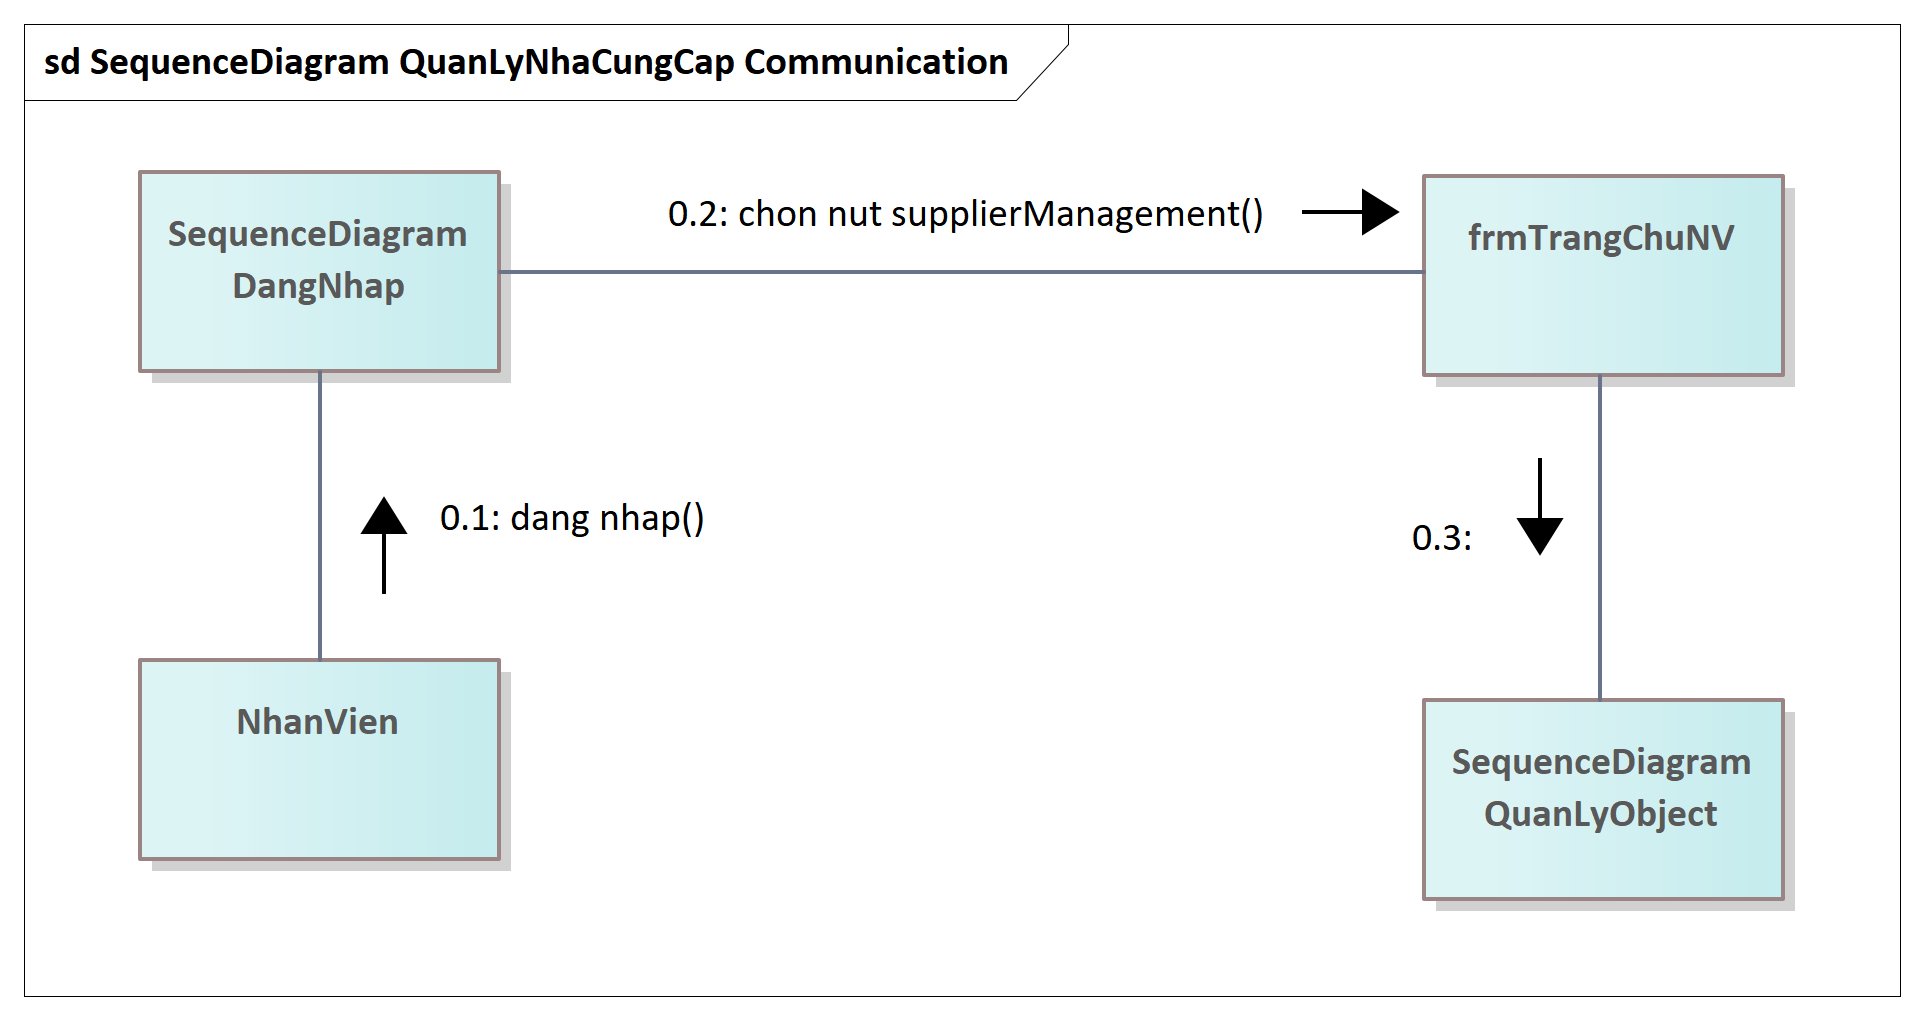 sd SequenceDiagram QuanLyNhaCungCap Communication
SequenceDiagram
DangNhap
0.2: chon nut supplierManagement()
frmTrangChuNV
0.1: dang nhap()
0.3:
NhanVien
SequenceDiagram
QuanLyObject